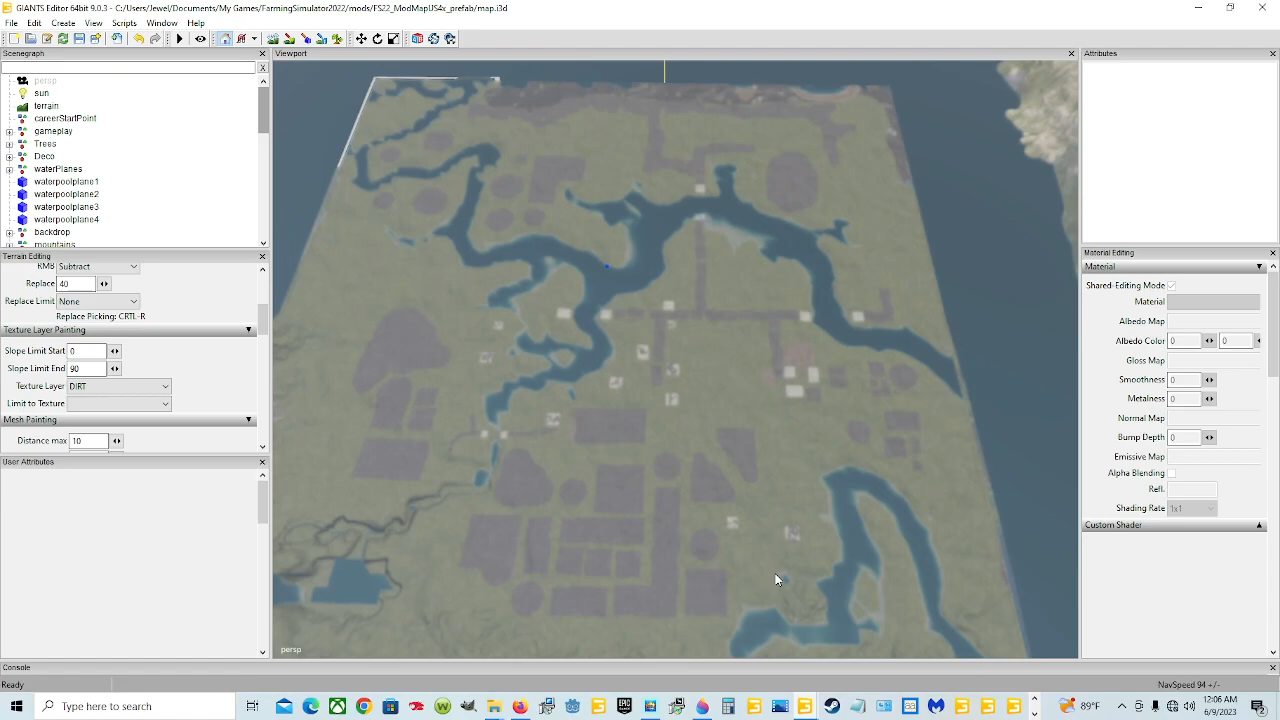 GIANTS Editor 64bit 9.0.3 - C:/Users/Jewel/Documents/My Games/FarmingSimulator2022/mods/FS22_ModMapUS4x_prefab/map.i3d
File Edit Create View Scripts Window Help
Scenegraph
Viewport
Attributes
X
persp
sun
terrain
careerStartPoint
gameplay
Trees
Deco
waterPlanes
waterpoolplane1
waterpoolplane2
waterpoolplane3
waterpoolplane4
backdrop
mountains
Terrain Editing
RMB Subtract
Replace 40
Replace Limit None
Replace Picking: CRTL-R
Texture Layer Painting
Slope Limit Start 0
Slope Limit End 90
Texture Layer DIRT
Limit to Texture
Mesh Painting
Distance max 10
User Attributes
persp
Material Editing
Material
Shared-Editing Mode
Material
Albedo Map
Albedo Color 0 0
Gloss Map
Smoothness 0
Metalness 0
Normal Map
Bump Depth 0
Emissive Map
Alpha Blending
Refl.
Shading Rate 1x1
Custom Shader
Console
Ready
NavSpeed 94 +/-
Type here to search
89°F
12:06 AM
6/9/2023
2